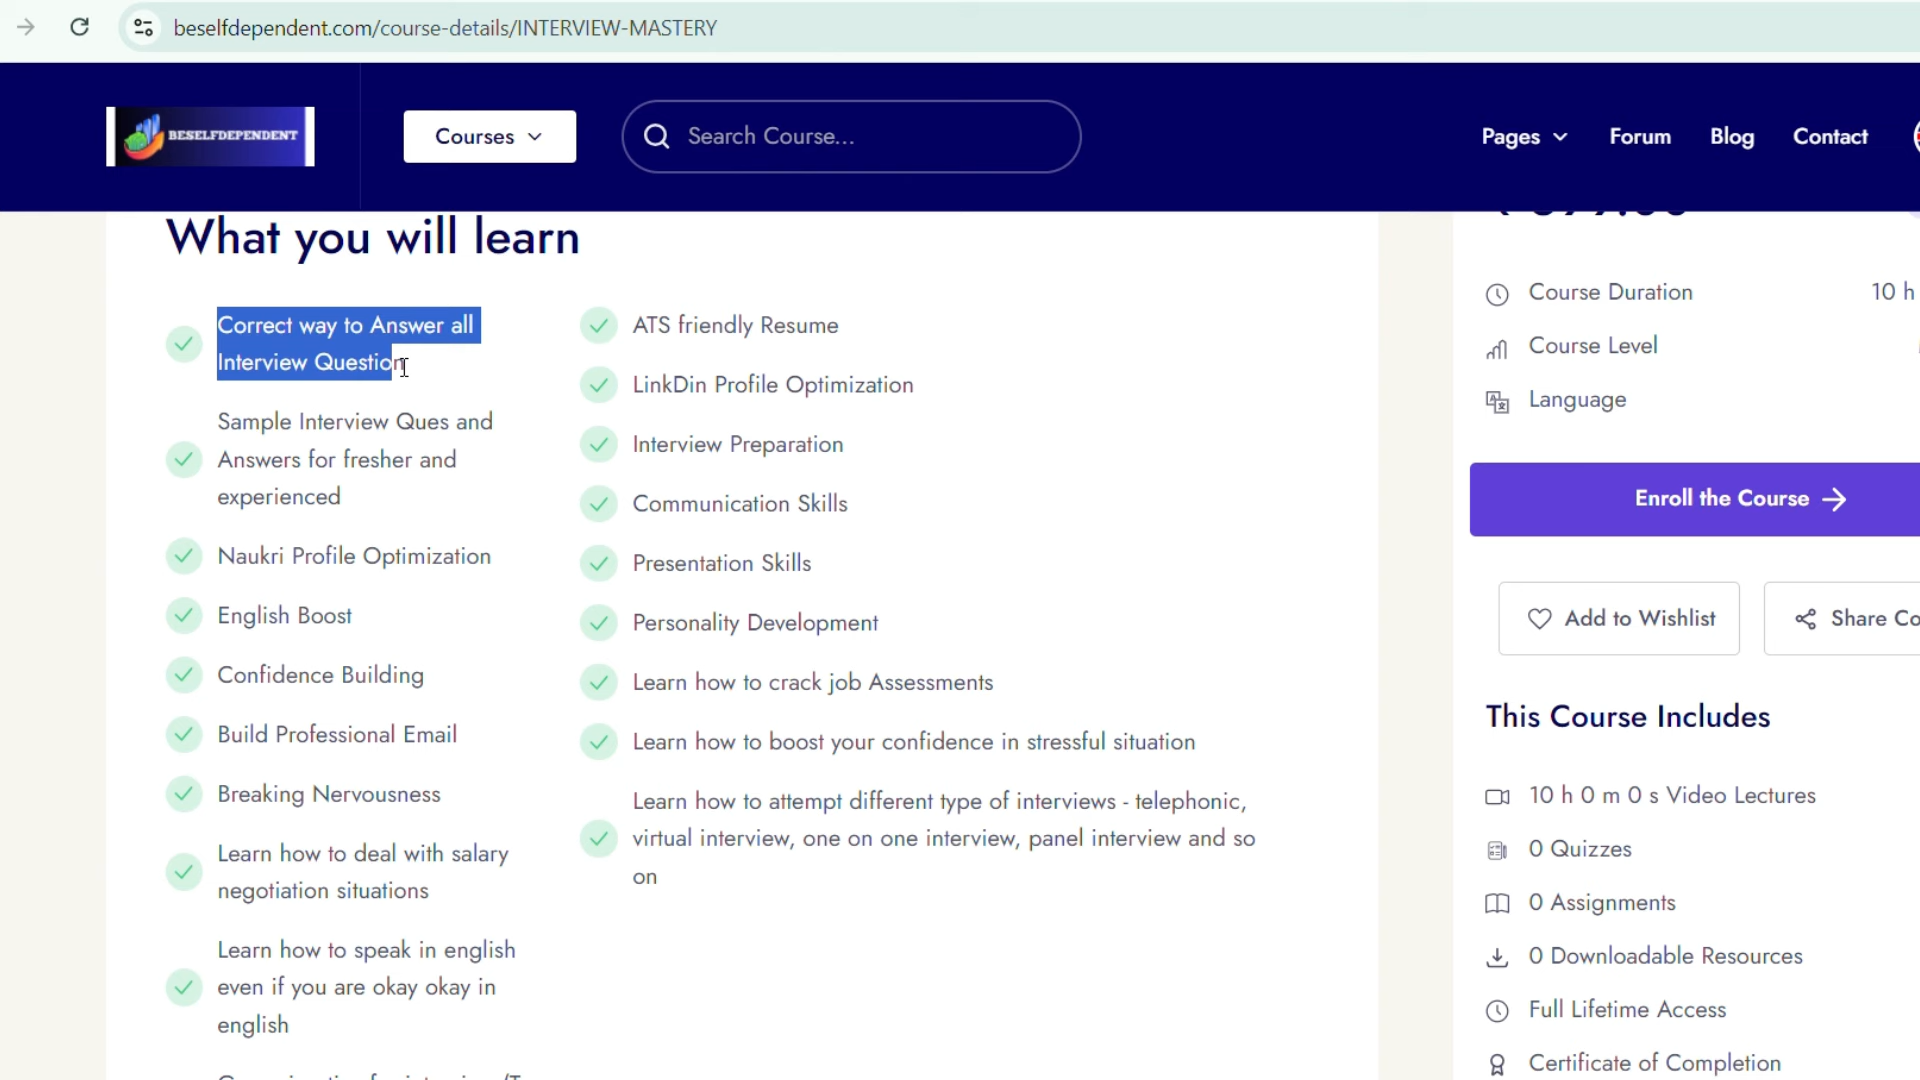 beselfdependent.com/course-details/INTERVIEW-MASTERY
BESELFDEPENDENT
Courses
Search Course...
Pages
Forum
Blog
Contact
What you will learn
Correct way to Answer all
Interview Question
Sample Interview Ques and
Answers for fresher and
experienced
Naukri Profile Optimization
English Boost
Confidence Building
Build Professional Email
Breaking Nervousness
Learn how to deal with salary
negotiation situations
Learn how to speak in english
even if you are okay okay in
english
ATS friendly Resume
LinkDin Profile Optimization
Interview Preparation
Communication Skills
Presentation Skills
Personality Development
Learn how to crack job Assessments
Learn how to boost your confidence in stressful situation
Learn how to attempt different type of interviews - telephonic,
virtual interview, one on one interview, panel interview and so
on
Course Duration
10 h
Course Level
Language
Enroll the Course
Add to Wishlist
Share Co
This Course Includes
10 h 0 m 0 s Video Lectures
0 Quizzes
0 Assignments
0 Downloadable Resources
Full Lifetime Access
Certificate of Completion